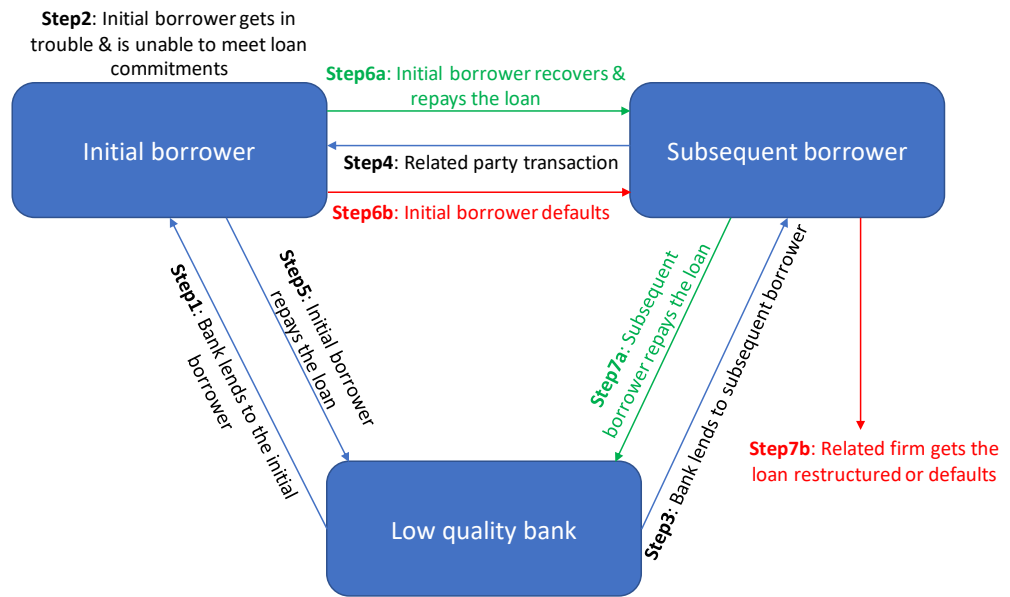 Step2: Initial borrower gets in
trouble & is unable to meet loan
commitments
Step6a: Initial borrower recovers &
repays the loan
Initial borrower
Subsequent borrower
Step4: Related party transaction
Step6b: Initial borrower defaults
Step1: Bank lends to the initial
borrower
Step5: Initial borrower
repays the loan
Step7a: Subsequent
borrower repays the loan
Step3: Bank lends to subsequent borrower
Step7b: Related firm gets the
loan restructured or defaults
Low quality bank